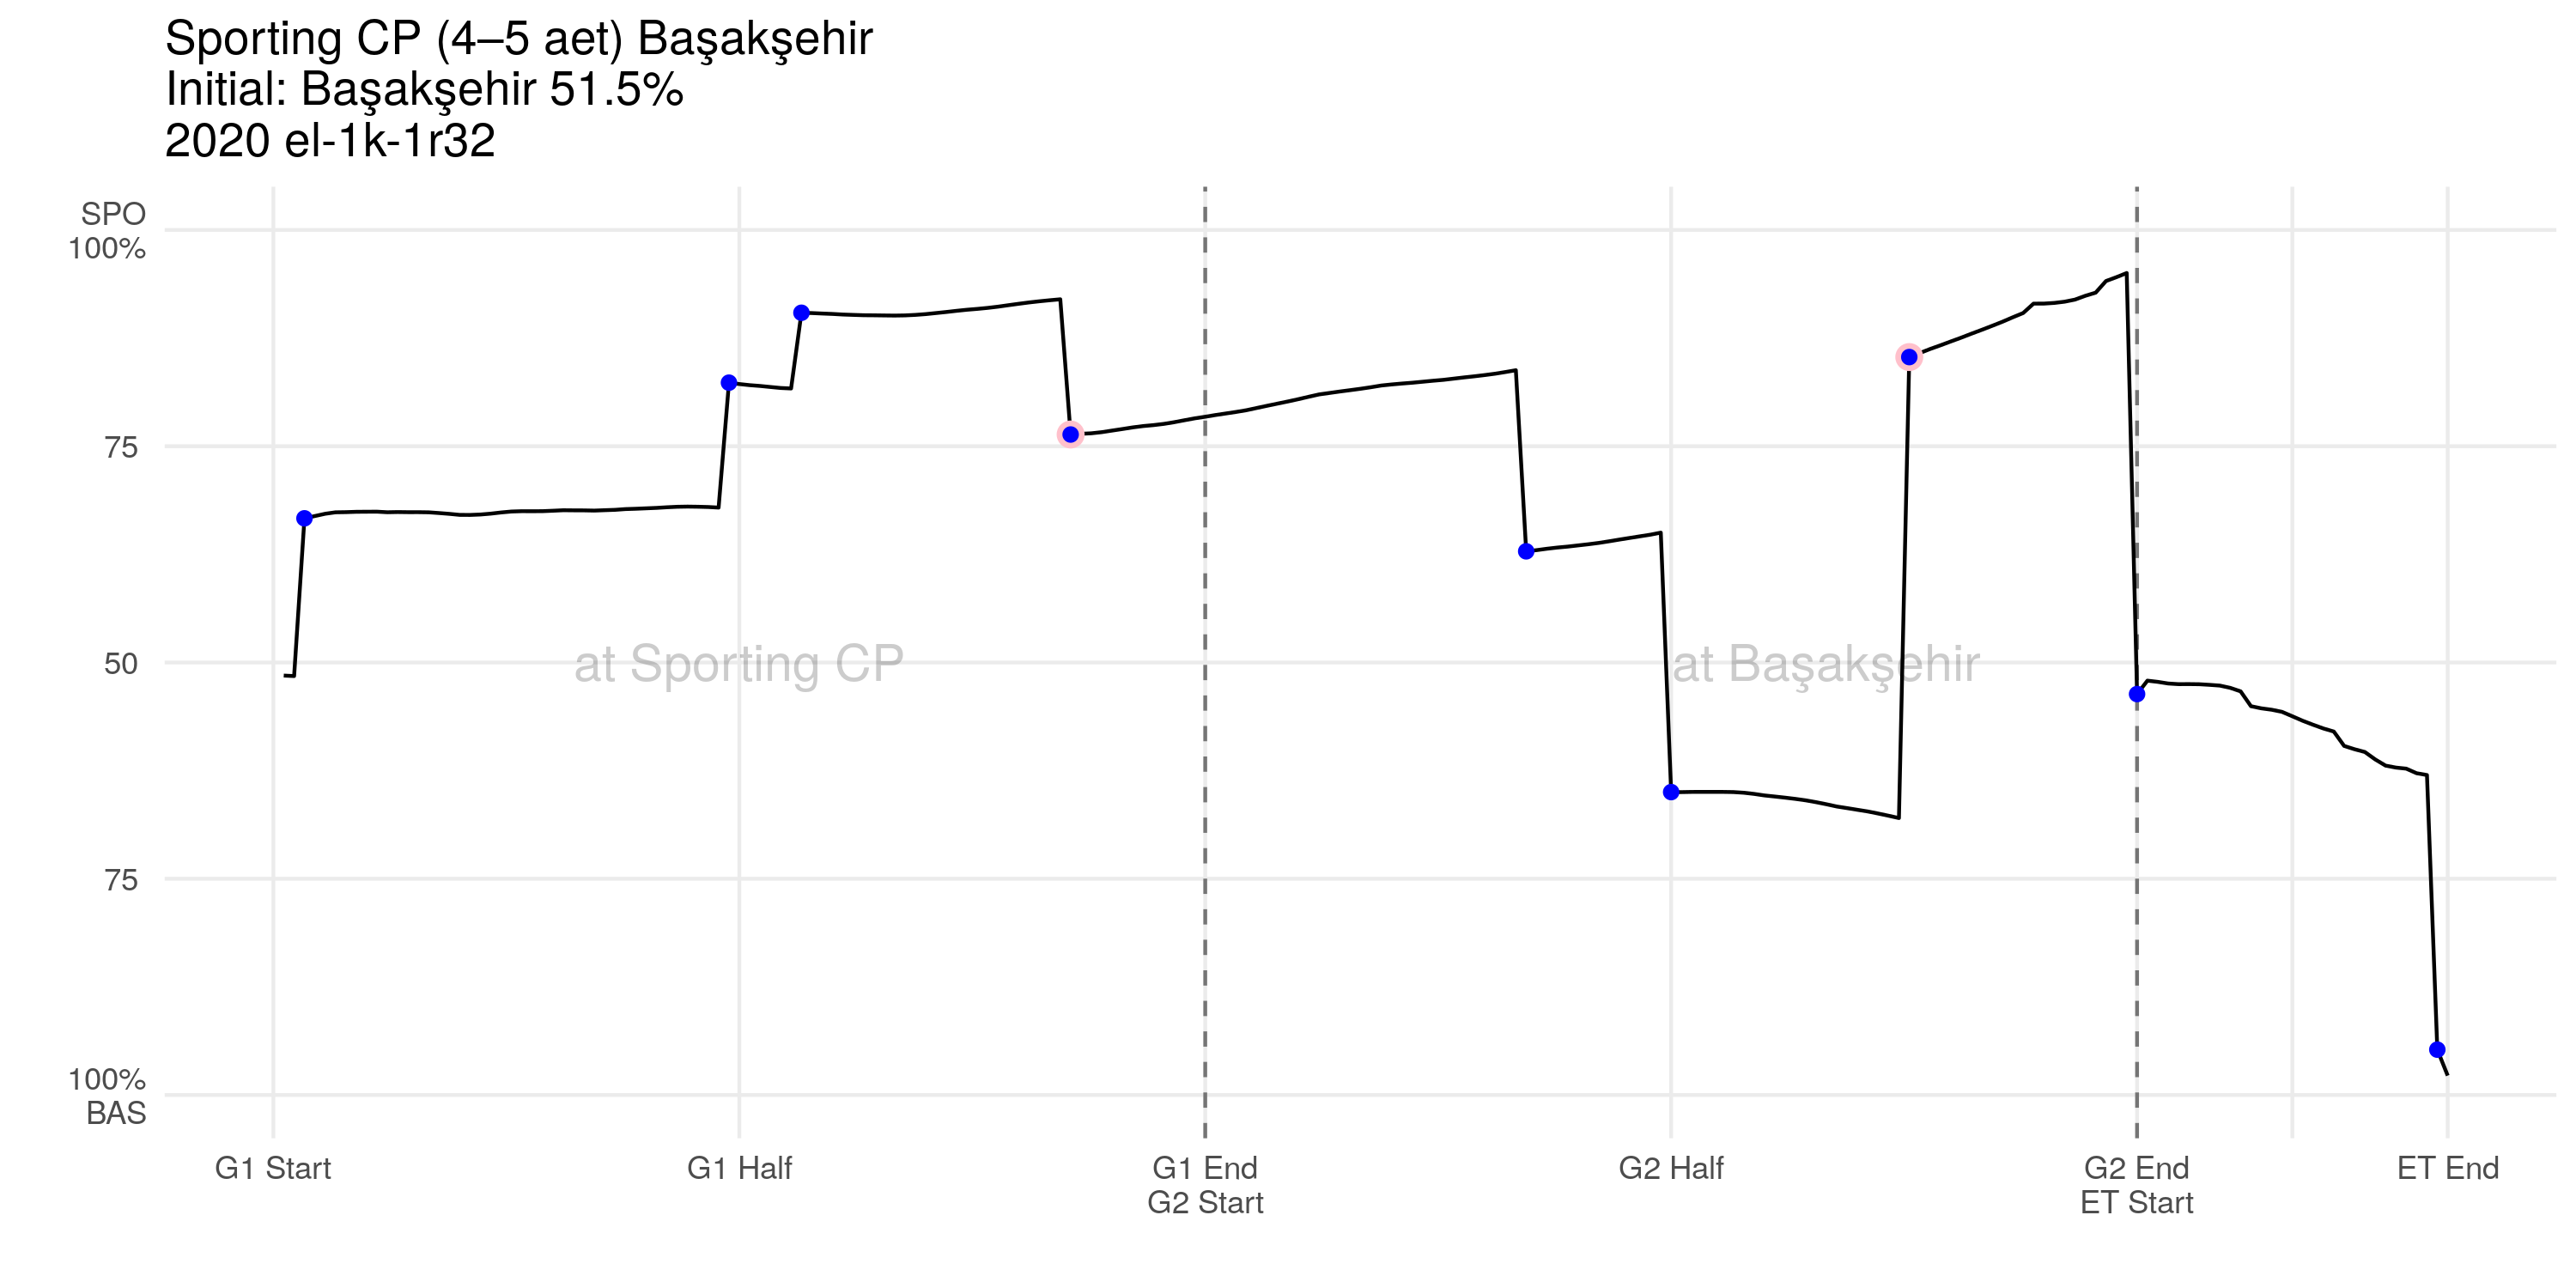 Sporting CP (4–5 aet) Başakşehir
Initial: Başakşehir 51.5%
2020 el-1k-1r32
SPO
100%
75
50
75
100%
BAS
at Sporting CP
at Başakşehir
G1 Start
G1 Half
G1 End
G2 Start
G2 Half
G2 End
ET Start
ET End